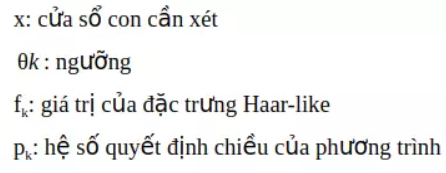 x: cửa sổ con cần xét
θk : ngưỡng
fk: giá trị của đặc trưng Haar-like
pk: hệ số quyết định chiều của phương trình